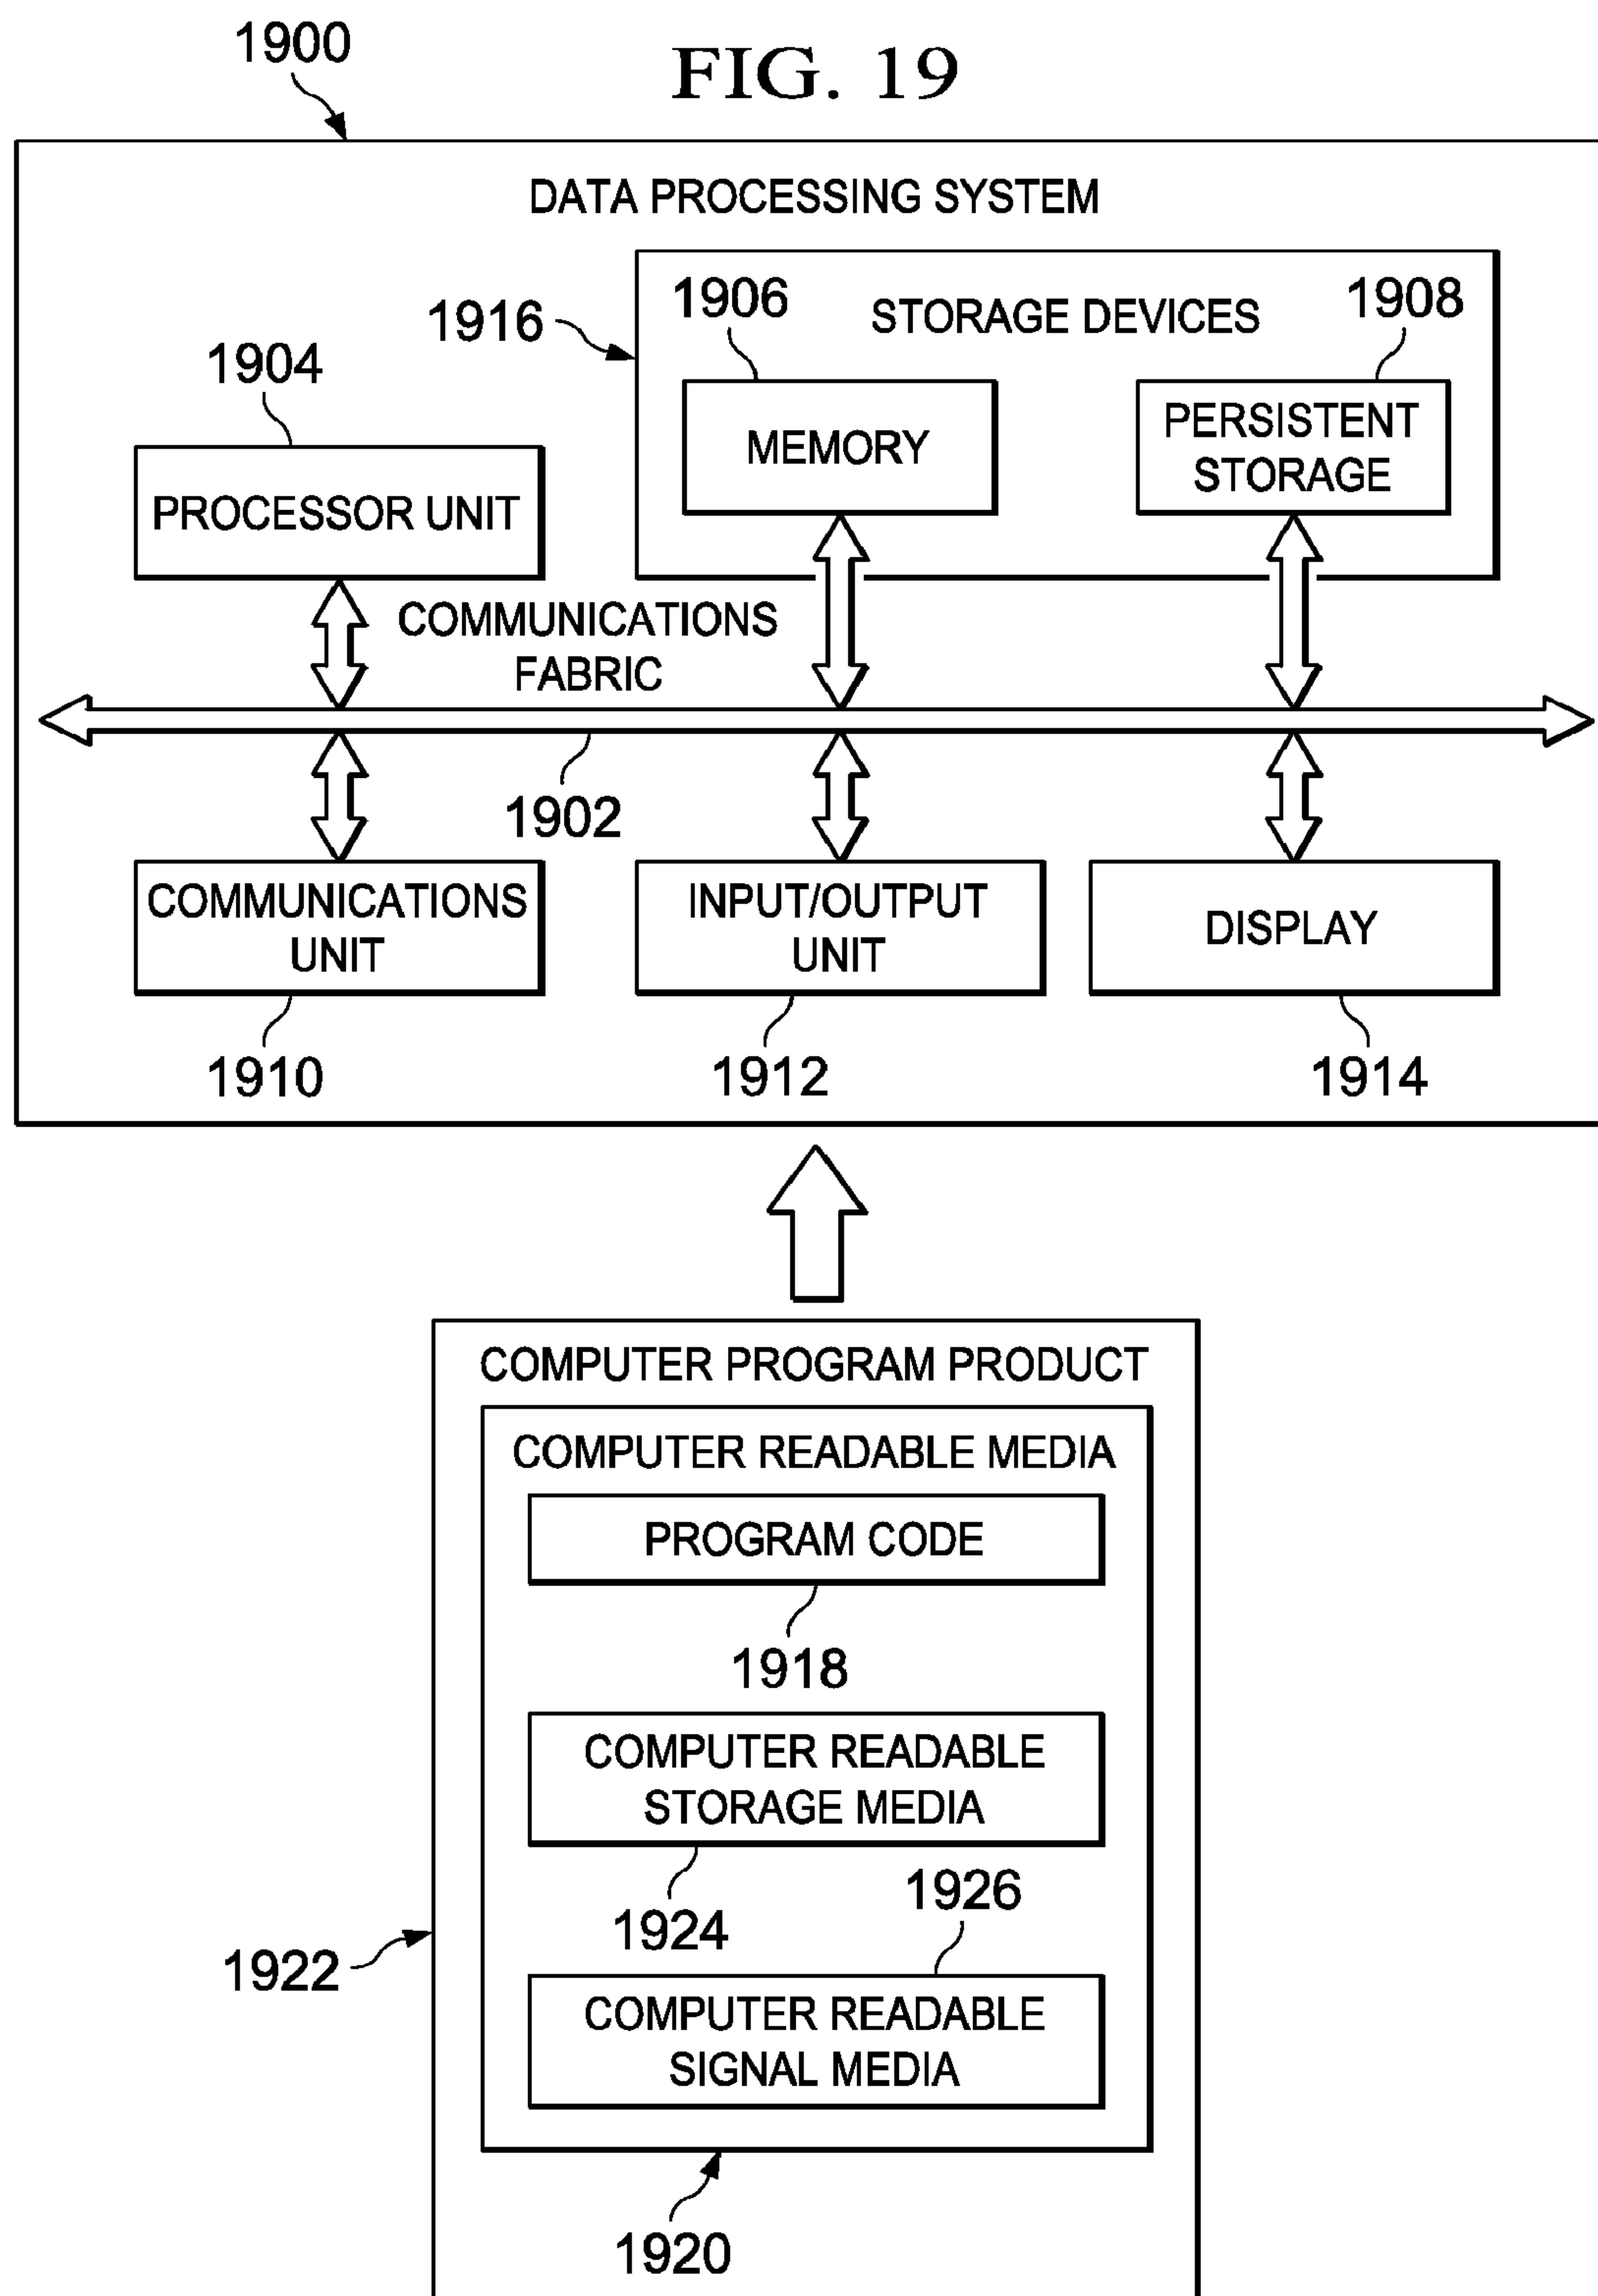 1900
FIG. 19
DATA PROCESSING SYSTEM
1916
1906
STORAGE DEVICES
1908
1904
MEMORY
PERSISTENT
STORAGE
PROCESSOR UNIT
COMMUNICATIONS
FABRIC
1902
COMMUNICATIONS
UNIT
INPUT/OUTPUT
UNIT
DISPLAY
1910
1912
1914
COMPUTER PROGRAM PRODUCT
COMPUTER READABLE MEDIA
PROGRAM CODE
1918
COMPUTER READABLE
STORAGE MEDIA
1924
1926
1922
COMPUTER READABLE
SIGNAL MEDIA
1920